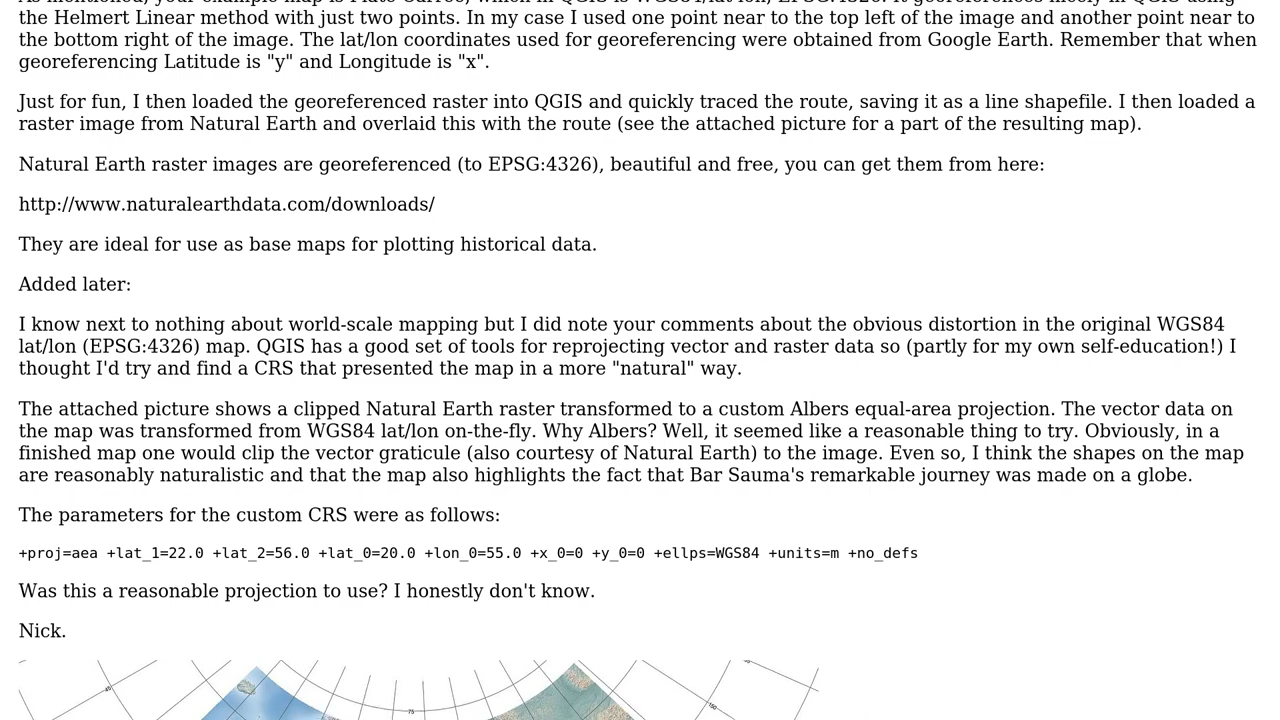 the Helmert Linear method with just two points. In my case I used one point near to the top left of the image and another point near to
the bottom right of the image. The lat/lon coordinates used for georeferencing were obtained from Google Earth. Remember that when
georeferencing Latitude is "y" and Longitude is "x".
Just for fun, I then loaded the georeferenced raster into QGIS and quickly traced the route, saving it as a line shapefile. I then loaded a
raster image from Natural Earth and overlaid this with the route (see the attached picture for a part of the resulting map).
Natural Earth raster images are georeferenced (to EPSG:4326), beautiful and free, you can get them from here:
http://www.naturalearthdata.com/downloads/
They are ideal for use as base maps for plotting historical data.
Added later:
I know next to nothing about world-scale mapping but I did note your comments about the obvious distortion in the original WGS84
lat/lon (EPSG:4326) map. QGIS has a good set of tools for reprojecting vector and raster data so (partly for my own self-education!) I
thought I'd try and find a CRS that presented the map in a more "natural" way.
The attached picture shows a clipped Natural Earth raster transformed to a custom Albers equal-area projection. The vector data on
the map was transformed from WGS84 lat/lon on-the-fly. Why Albers? Well, it seemed like a reasonable thing to try. Obviously, in a
finished map one would clip the vector graticule (also courtesy of Natural Earth) to the image. Even so, I think the shapes on the map
are reasonably naturalistic and that the map also highlights the fact that Bar Sauma's remarkable journey was made on a globe.
The parameters for the custom CRS were as follows:
+proj=aea +lat_1=22.0 +lat_2=56.0 +lat_0=20.0 +lon_0=55.0 +x_0=0 +y_0=0 +ellps=WGS84 +units=m +no_defs
Was this a reasonable projection to use? I honestly don't know.
Nick.
75